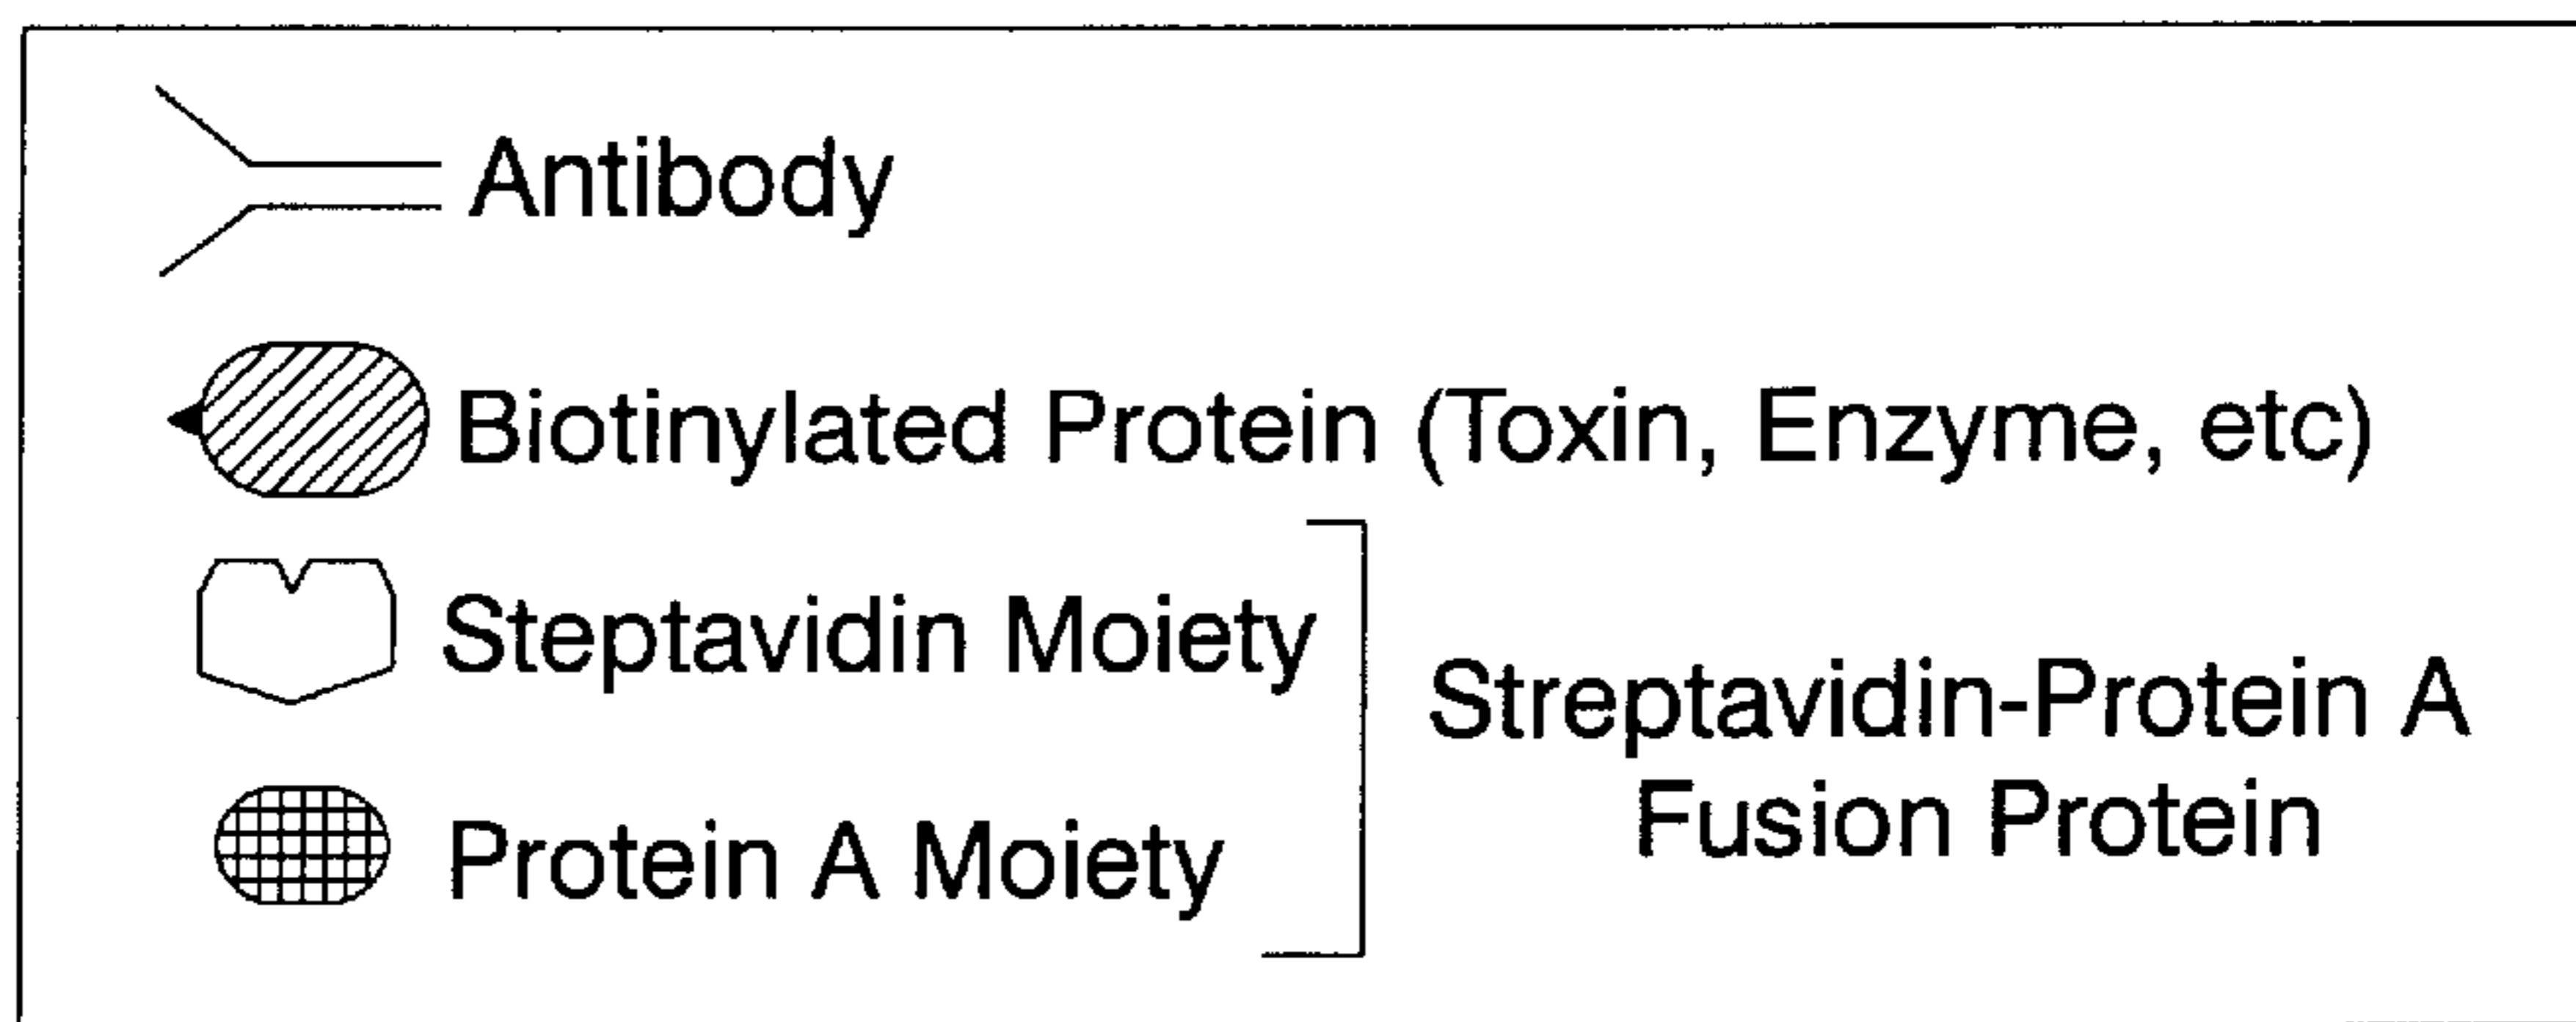 Antibody
Biotinylated Protein (Toxin, Enzyme, etc)
Steptavidin Moiety
Streptavidin-Protein A
Fusion Protein
Protein A Moiety